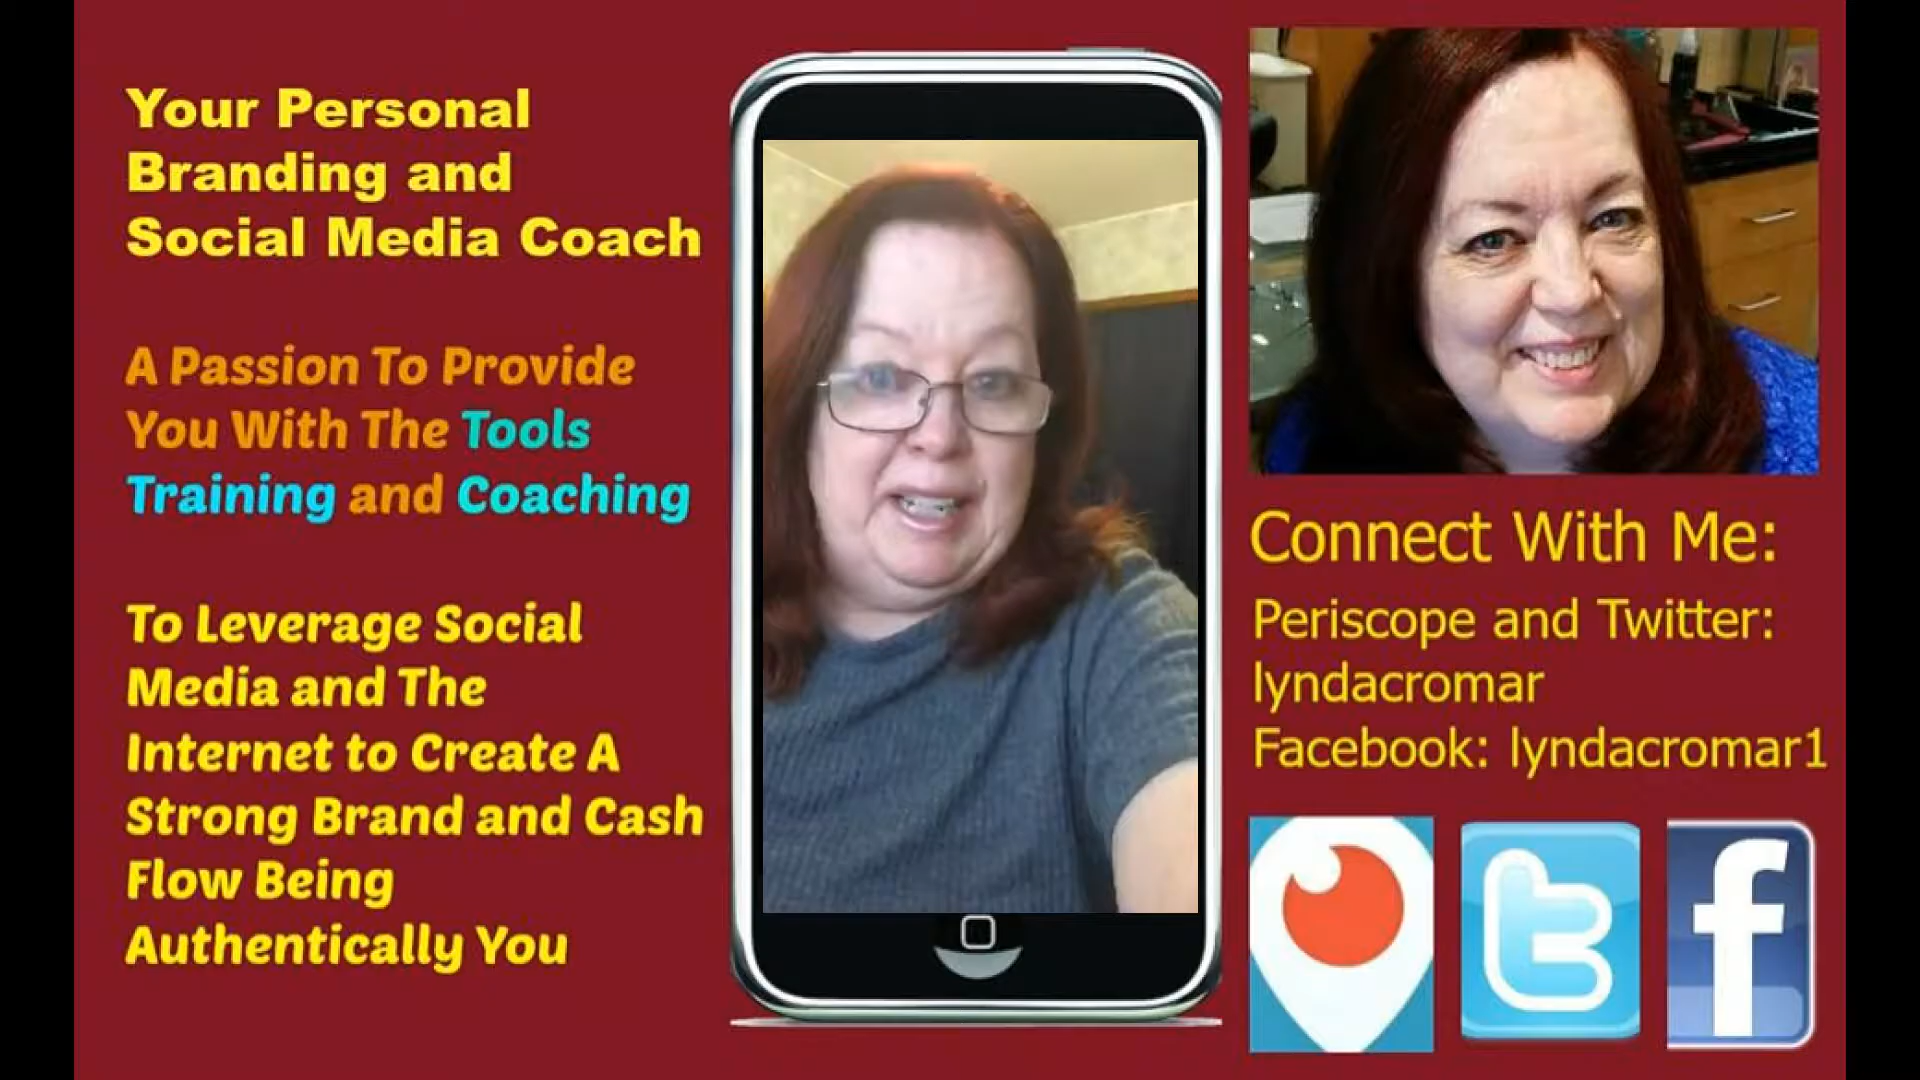 Your Personal
Branding and
Social Media Coach
A Passion To Provide
You With The Tools
Training and Coaching
To Leverage Social
Media and The
Internet to Create A
Strong Brand and Cash
Flow Being
Authentically You
Connect With Me:
Periscope and Twitter:
lyndacromar
Facebook: lyndacromar1